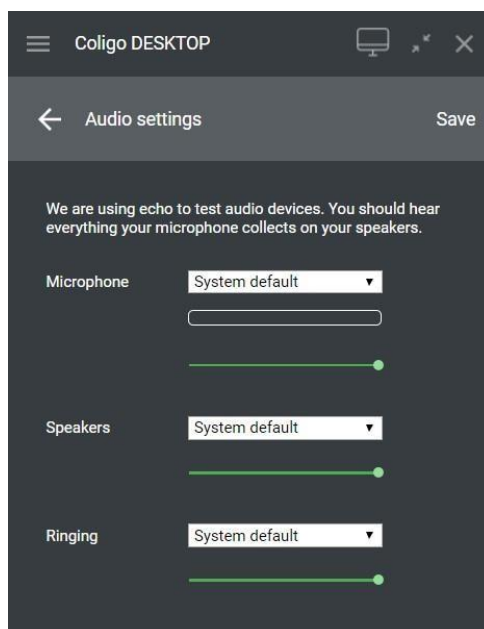 Coligo DESKTOP
Audio settings Save
We are using echo to test audio devices. You should hear
everything your microphone collects on your speakers.
Microphone System default
Speakers System default
Ringing System default